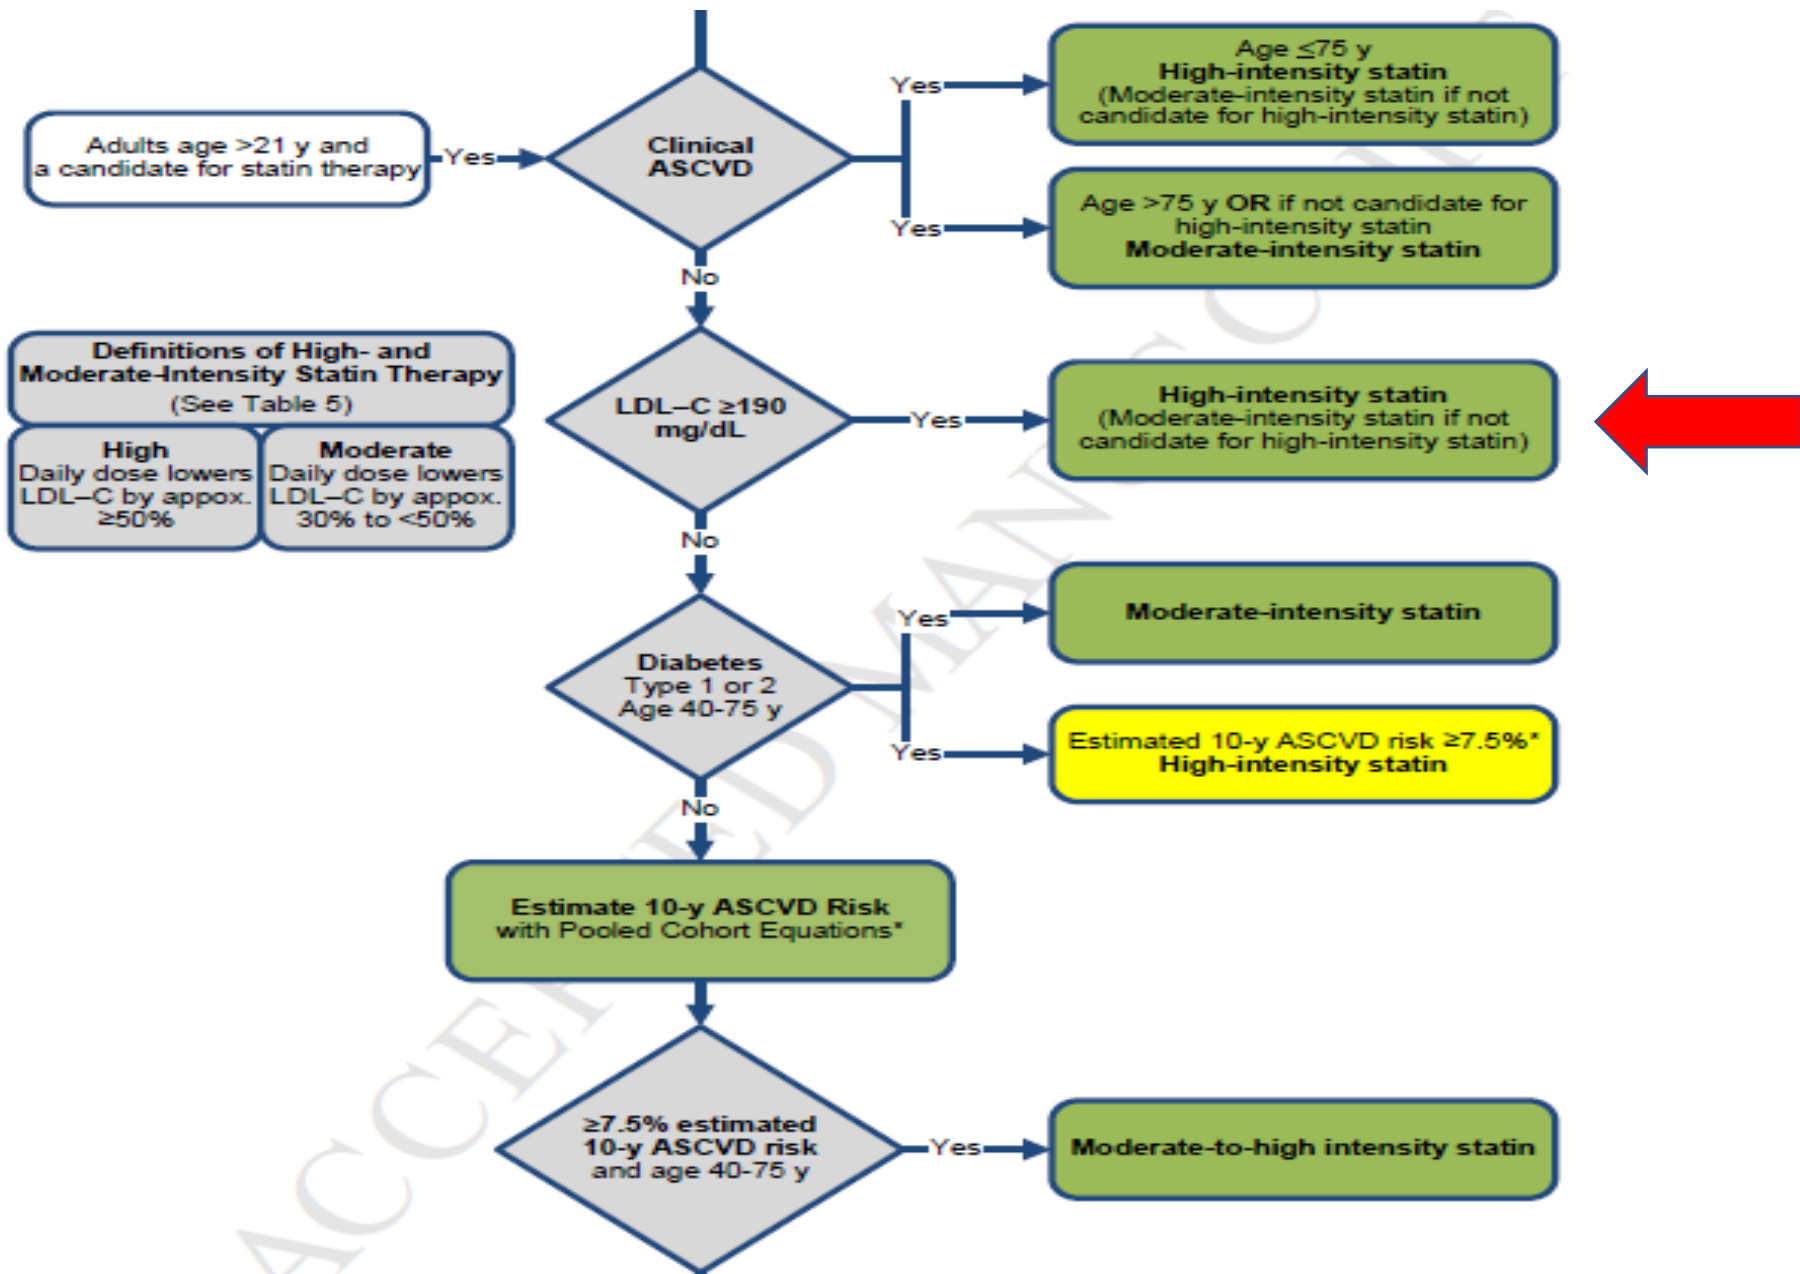 Age ≤75 y
High-intensity statin
(Moderate-intensity statin if not
candidate for high-intensity statin)
Yes
Adults age >21 y and
a candidate for statin therapy
Yes
Clinical
ASCVD
Age >75 y OR if not candidate for
high-intensity statin
Moderate-intensity statin
Yes
No
Definitions of High- and
Moderate-Intensity Statin Therapy
(See Table 5)
High
Daily dose lowers
LDL–C by appox.
≥50%
Moderate
Daily dose lowers
LDL–C by appox.
30% to <50%
LDL–C ≥190
mg/dL
Yes
High-intensity statin
(Moderate-intensity statin if not
candidate for high-intensity statin)
No
Diabetes
Type 1 or 2
Age 40-75 y
Yes
Moderate-intensity statin
Yes
Estimated 10-y ASCVD risk ≥7.5%*
High-intensity statin
No
Estimate 10-y ASCVD Risk
with Pooled Cohort Equations*
≥7.5% estimated
10-y ASCVD risk
and age 40-75 y
Yes
Moderate-to-high intensity statin
ACCEPTED